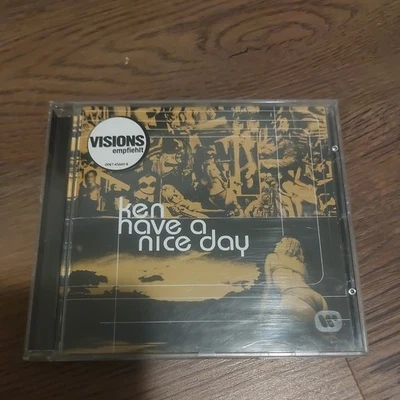 VISIONS
empfiehlt
ken
have a
nice day